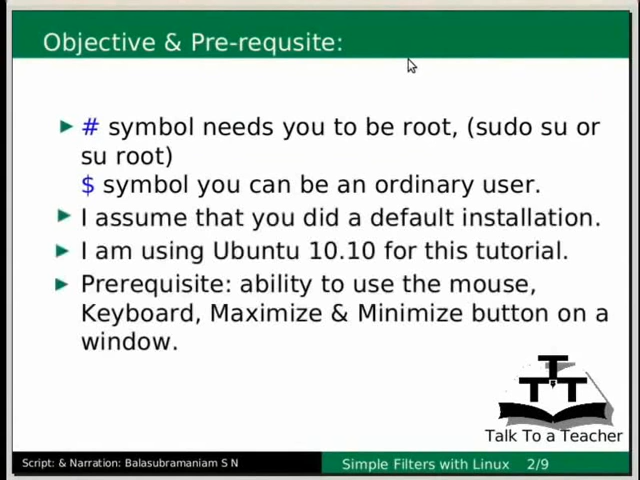 Objective & Pre-requsite:
# symbol needs you to be root, (sudo su or
su root)
$ symbol you can be an ordinary user.
I assume that you did a default installation.
I am using Ubuntu 10.10 for this tutorial.
Prerequisite: ability to use the mouse,
Keyboard, Maximize & Minimize button on a
window.
T
T T
Talk To a Teacher
Script: & Narration: Balasubramaniam S N
Simple Filters with Linux 2/9